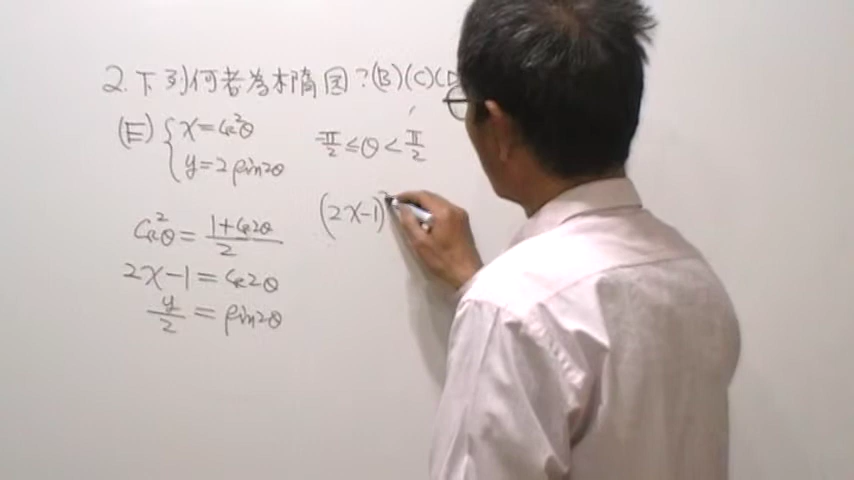 2.下列何者為橢圓?(B)(C)(D
(E) { x=cos²θ
y=2sin2θ
-π/2 ≤θ< π/2
cos²θ = (1+cos2θ)/2
2x-1=cos2θ
y/2 = sin2θ
(2x-1)²